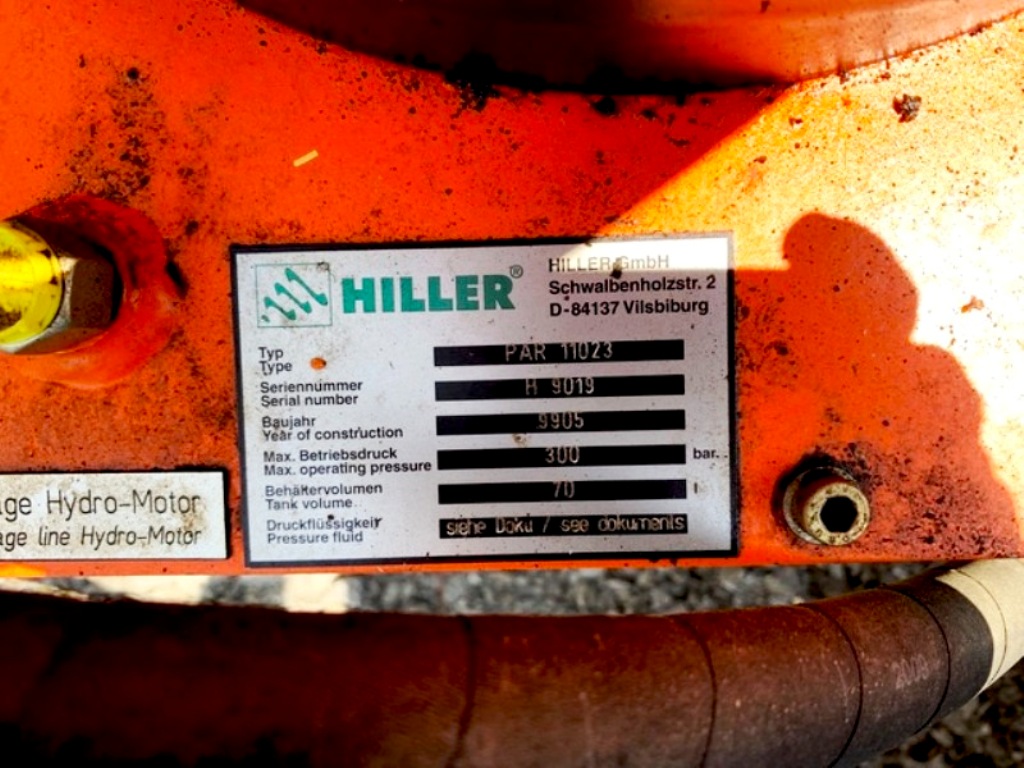 HILLER®
HILLER GmbH
Schwalbenholzstr. 2
D-84137 Vilsbiburg
Typ
Type
PAR 11023
Seriennummer
Serial number
H 9019
Baujahr
Year of construction
9905
Max. Betriebsdruck
Max. operating pressure
300 bar
Behältervolumen
Tank volume
70 l
Druckflüssigkeit
Pressure fluid
siehe Doku / see dokuments
age Hydro-Motor
age line Hydro-Motor